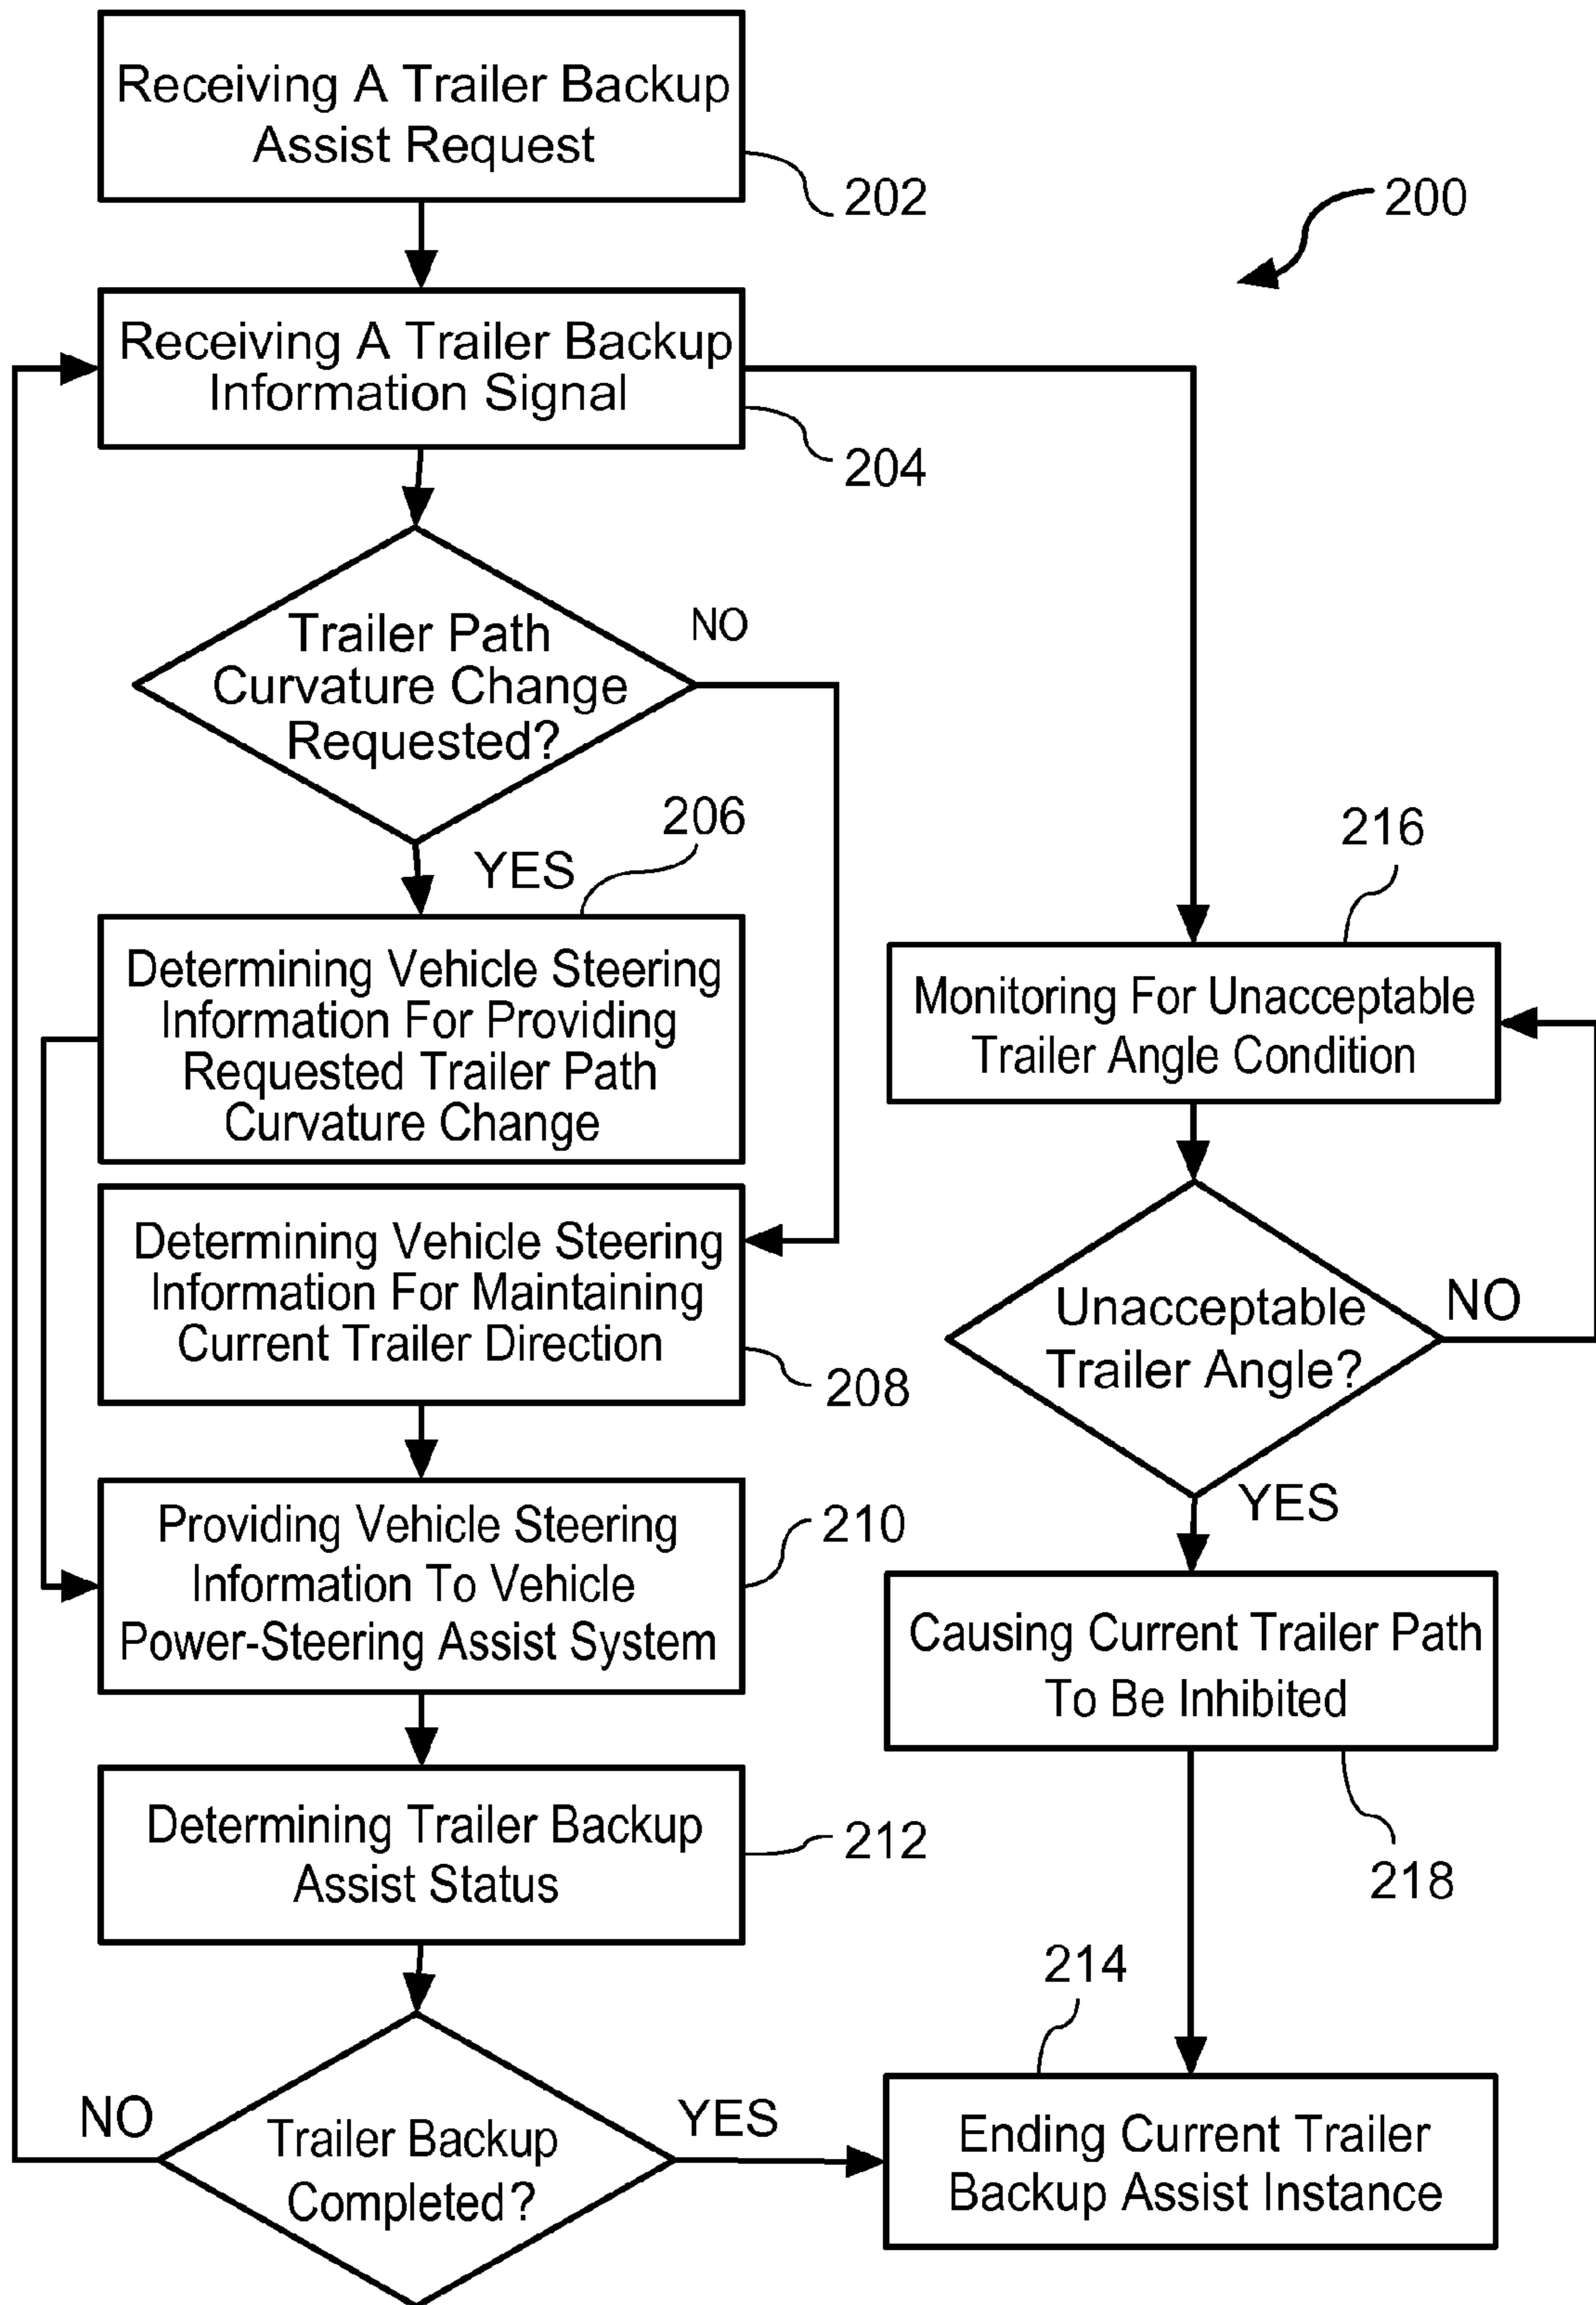 Receiving A Trailer Backup
Assist Request
202
200
Receiving A Trailer Backup
Information Signal
204
Trailer Path
Curvature Change
Requested?
NO
YES
206
Determining Vehicle Steering
Information For Providing
Requested Trailer Path
Curvature Change
Determining Vehicle Steering
Information For Maintaining
Current Trailer Direction
208
Providing Vehicle Steering
Information To Vehicle
Power-Steering Assist System
210
Determining Trailer Backup
Assist Status
212
Trailer Backup
Completed?
NO
YES
216
Monitoring For Unacceptable
Trailer Angle Condition
Unacceptable
Trailer Angle?
NO
YES
Causing Current Trailer Path
To Be Inhibited
218
214
Ending Current Trailer
Backup Assist Instance